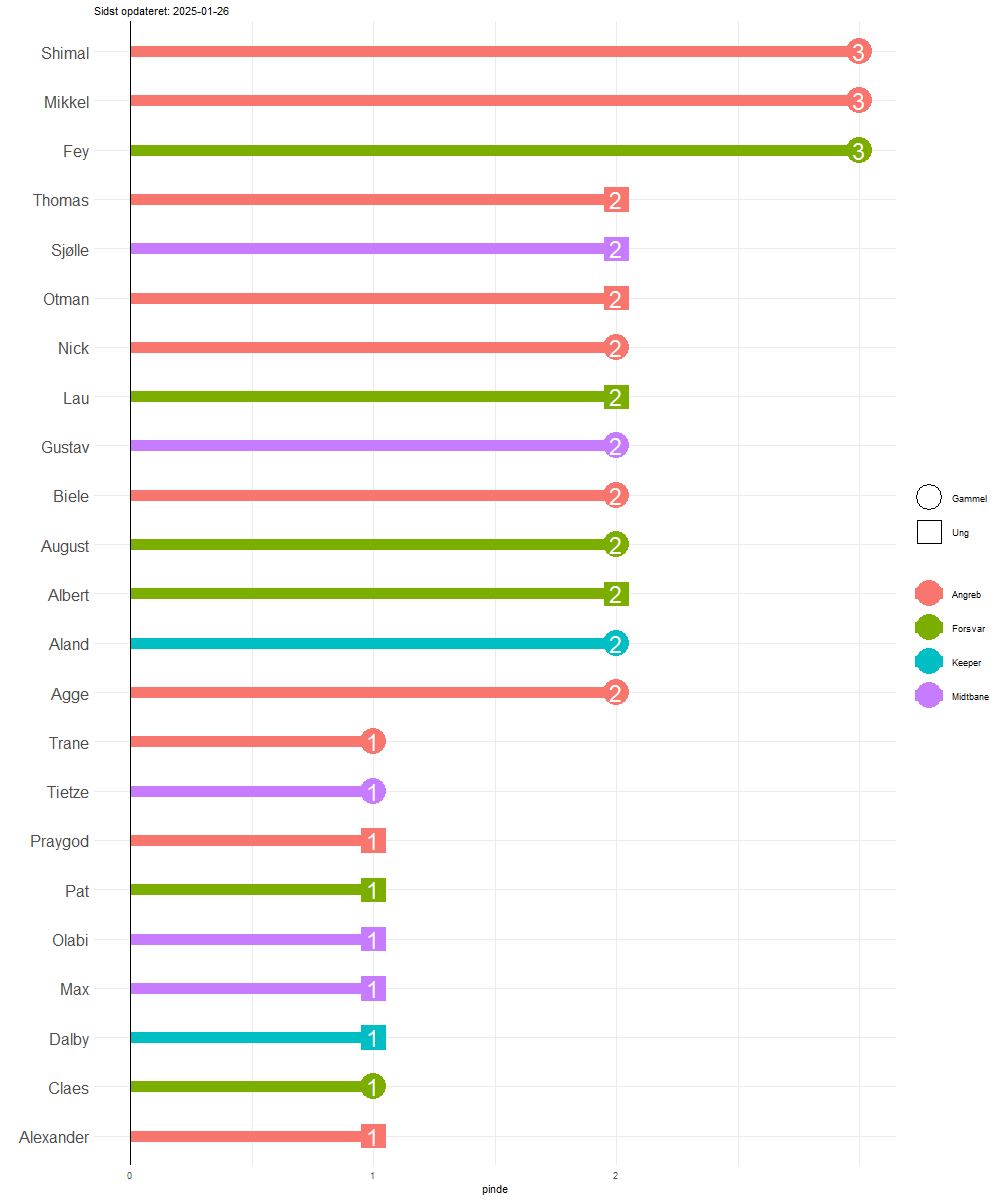 Sidst opdateret: 2025-01-26
Shimal 3
Mikkel 3
Fey 3
Thomas 2
Sjølle 2
Otman 2
Nick 2
Lau 2
Gustav 2
Biele 2
August 2
Albert 2
Aland 2
Agge 2
Trane 1
Tietze 1
Praygod 1
Pat 1
Olabi 1
Max 1
Dalby 1
Claes 1
Alexander 1
0 1 2
pinde
Gammel
Ung
Angreb
Forsvar
Keeper
Midtbane